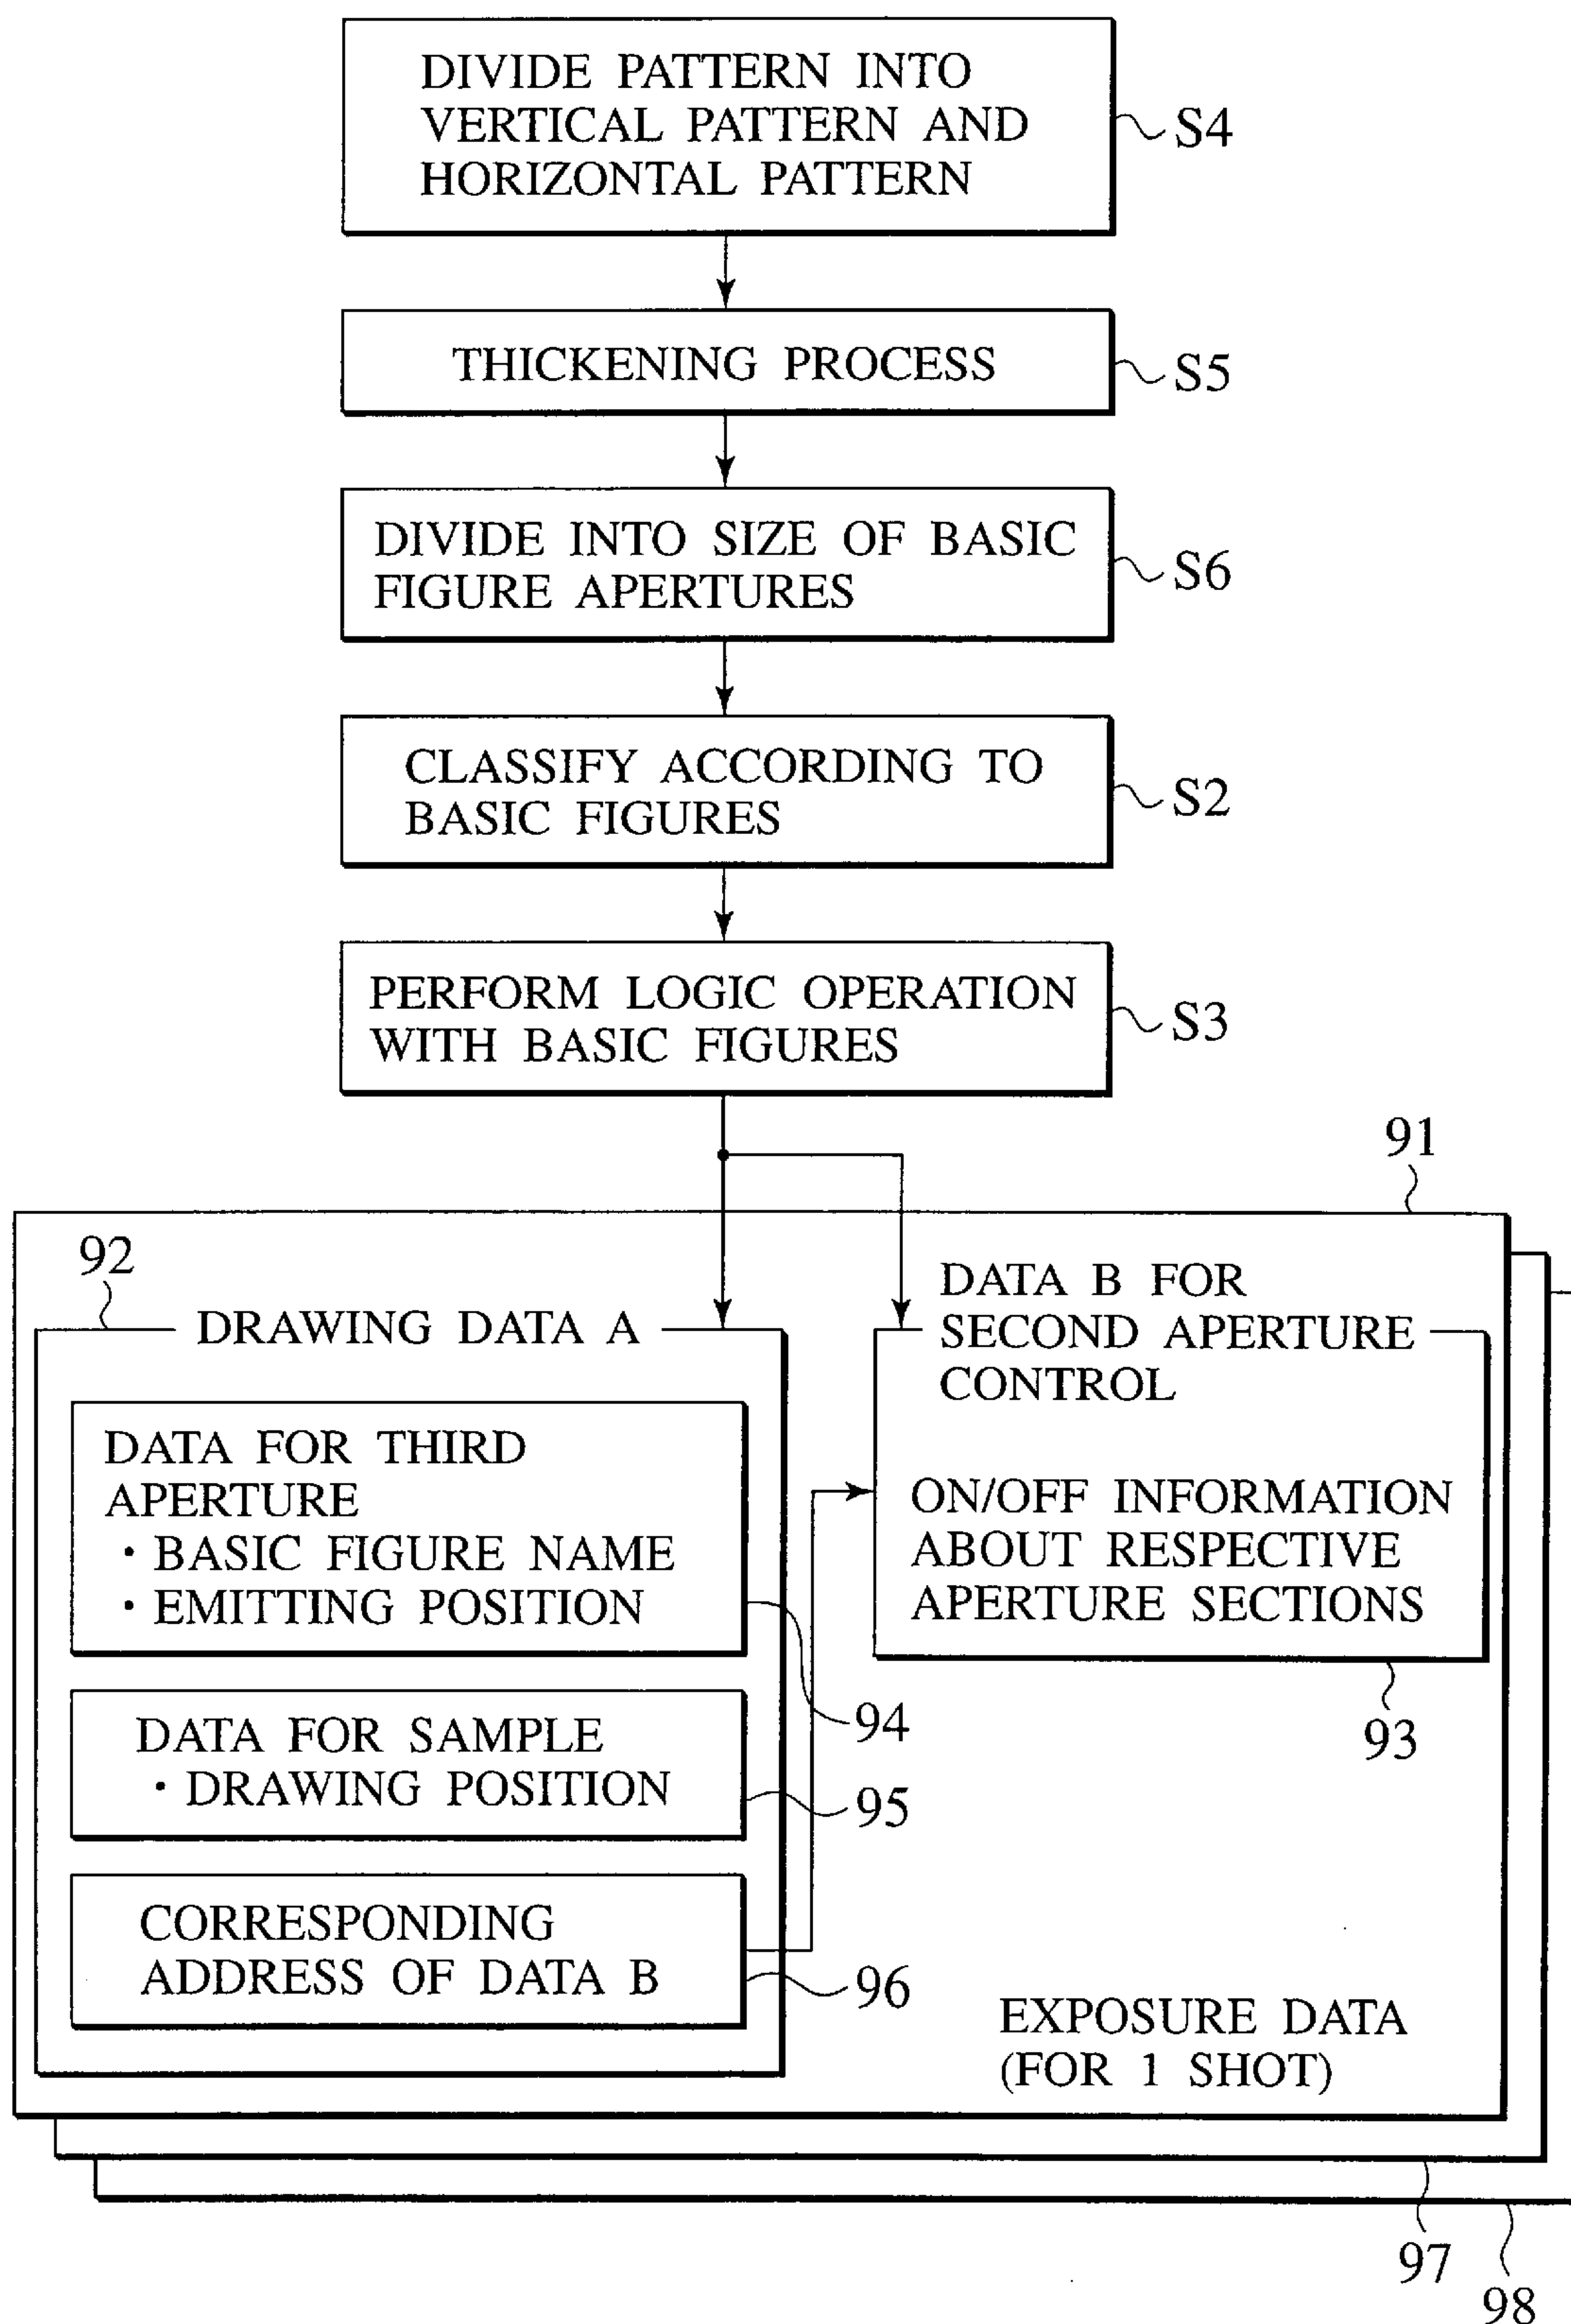 DIVIDE PATTERN INTO
VERTICAL PATTERN AND
HORIZONTAL PATTERN
S4
THICKENING PROCESS
S5
DIVIDE INTO SIZE OF BASIC
FIGURE APERTURES
S6
CLASSIFY ACCORDING TO
BASIC FIGURES
S2
PERFORM LOGIC OPERATION
WITH BASIC FIGURES
S3
91
92
DRAWING DATA A
DATA FOR THIRD
APERTURE
・BASIC FIGURE NAME
・EMITTING POSITION
94
DATA FOR SAMPLE
・DRAWING POSITION
95
CORRESPONDING
ADDRESS OF DATA B
96
DATA B FOR
SECOND APERTURE
CONTROL
ON/OFF INFORMATION
ABOUT RESPECTIVE
APERTURE SECTIONS
93
EXPOSURE DATA
(FOR 1 SHOT)
97
98